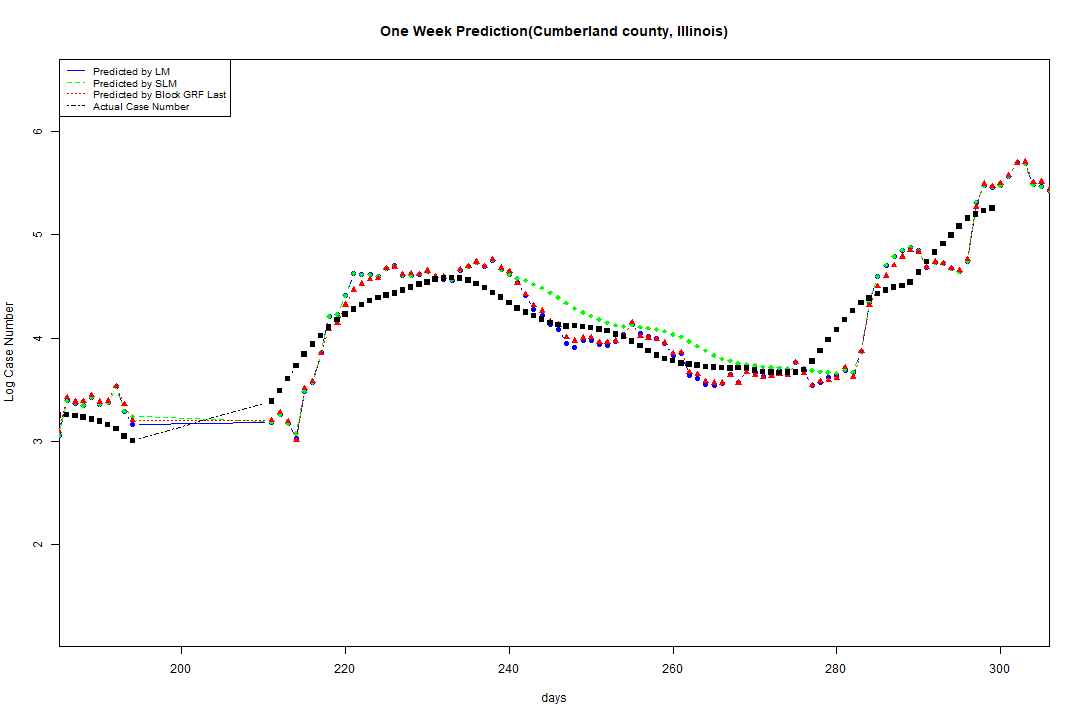 One Week Prediction(Cumberland county, Illinois)
Predicted by LM
Predicted by SLM
Predicted by Block GRF Last
Actual Case Number
6
5
4
3
2
Log Case Number
200
220
240
260
280
300
days